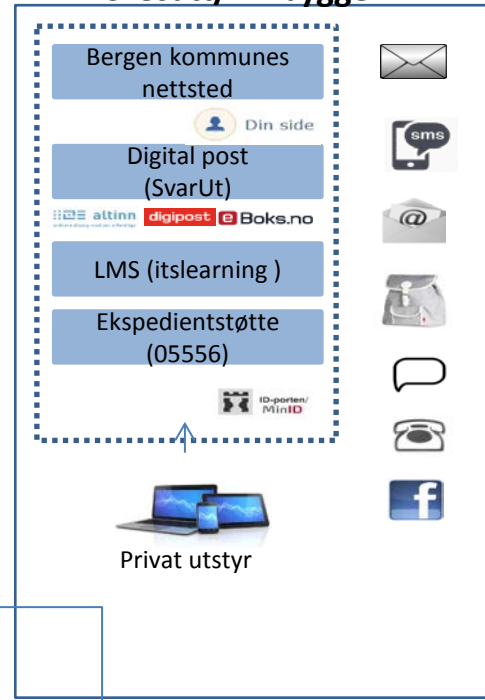 Bergen kommunes
nettsted
Din side
Digital post
(SvarUt)
altinn digipost eBoks.no
LMS (itslearning )
Ekspedientstøtte
(05556)
ID-porten/
MinID
sms
@
f
Privat utstyr